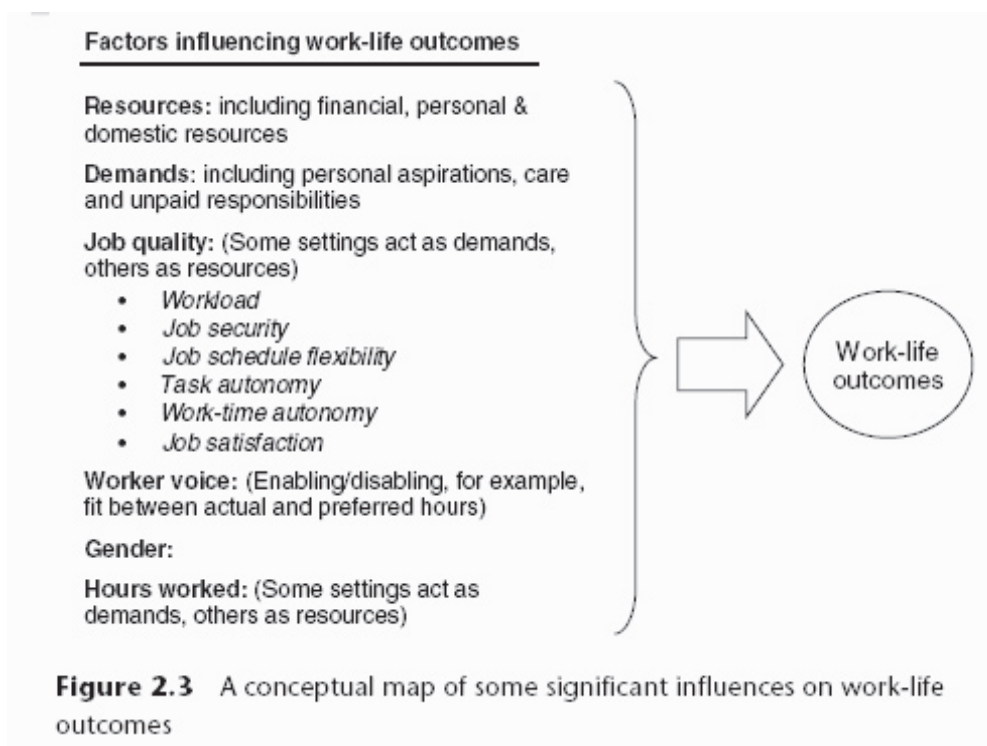 Factors influencing work-life outcomes
Resources: including financial, personal &
domestic resources
Demands: including personal aspirations, care
and unpaid responsibilities
Job quality: (Some settings act as demands,
others as resources)
• Workload
• Job security
• Job schedule flexibility
• Task autonomy
• Work-time autonomy
• Job satisfaction
Worker voice: (Enabling/disabling, for example,
fit between actual and preferred hours)
Gender:
Hours worked: (Some settings act as
demands, others as resources)
Work-life
outcomes
Figure 2.3 A conceptual map of some significant influences on work-life
outcomes